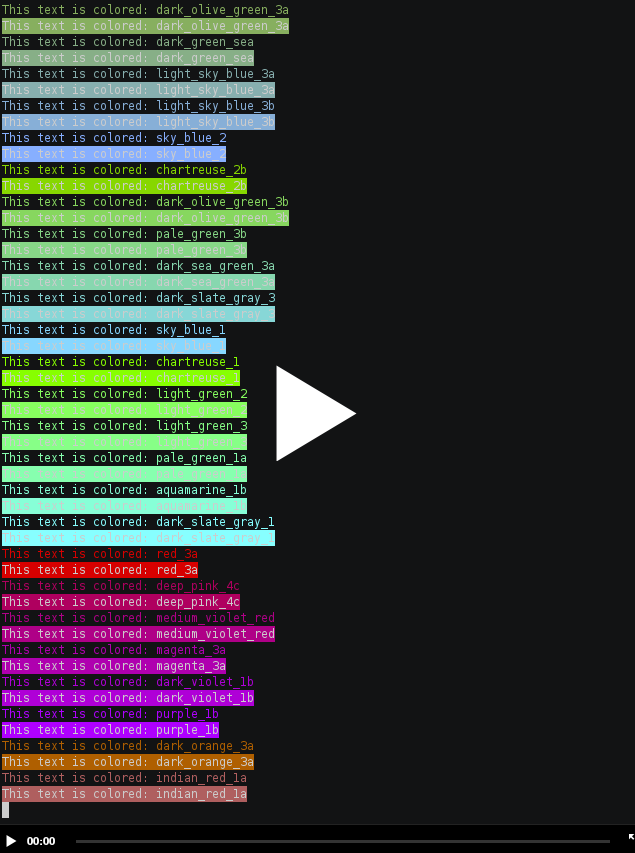 This text is colored: dark_olive_green_3a
This text is colored: dark_olive_green_3a
This text is colored: dark_green_sea
This text is colored: dark_green_sea
This text is colored: light_sky_blue_3a
This text is colored: light_sky_blue_3a
This text is colored: light_sky_blue_3b
This text is colored: light_sky_blue_3b
This text is colored: sky_blue_2
This text is colored: sky_blue_2
This text is colored: chartreuse_2b
This text is colored: chartreuse_2b
This text is colored: dark_olive_green_3b
This text is colored: dark_olive_green_3b
This text is colored: pale_green_3b
This text is colored: pale_green_3b
This text is colored: dark_sea_green_3a
This text is colored: dark_sea_green_3a
This text is colored: dark_slate_gray_3
This text is colored: dark_slate_gray_3
This text is colored: sky_blue_1
This text is colored: sky_blue_1
This text is colored: chartreuse_1
This text is colored: chartreuse_1
This text is colored: light_green_2
This text is colored: light_green_2
This text is colored: light_green_3
This text is colored: light_green_3
This text is colored: pale_green_1a
This text is colored: pale_green_1a
This text is colored: aquamarine_1b
This text is colored: aquamarine_1b
This text is colored: dark_slate_gray_1
This text is colored: dark_slate_gray_1
This text is colored: red_3a
This text is colored: red_3a
This text is colored: deep_pink_4c
This text is colored: deep_pink_4c
This text is colored: medium_violet_red
This text is colored: medium_violet_red
This text is colored: magenta_3a
This text is colored: magenta_3a
This text is colored: dark_violet_1b
This text is colored: dark_violet_1b
This text is colored: purple_1b
This text is colored: purple_1b
This text is colored: dark_orange_3a
This text is colored: dark_orange_3a
This text is colored: indian_red_1a
This text is colored: indian_red_1a
00:00